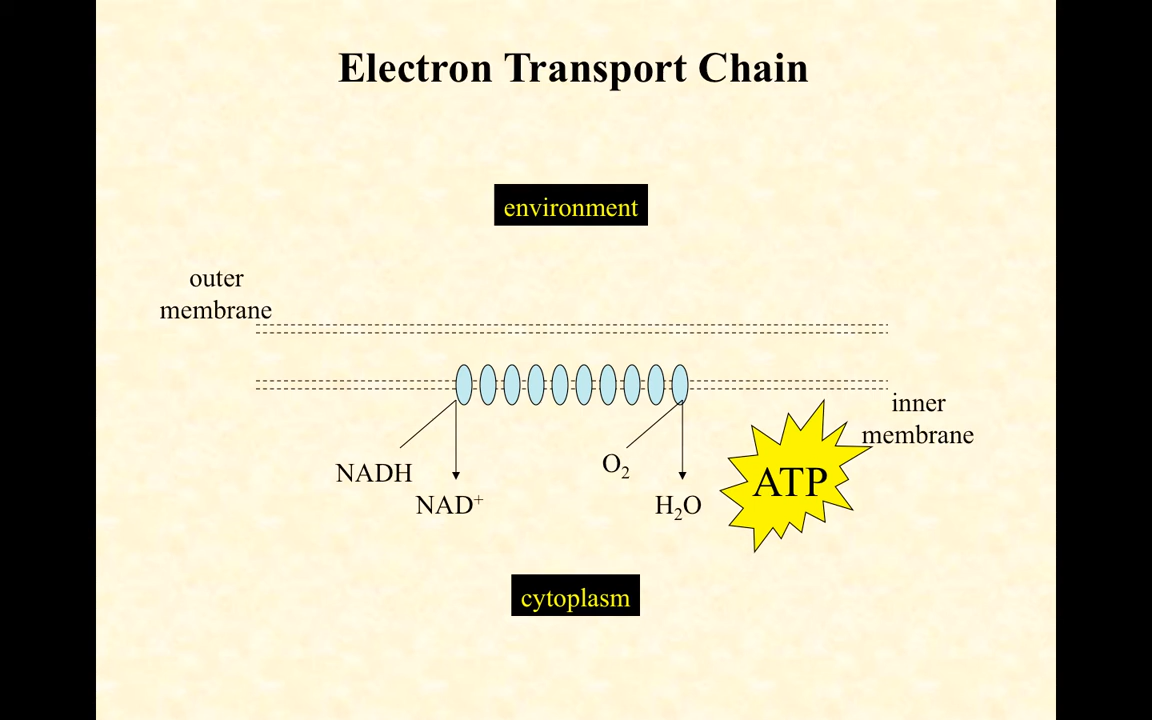 Electron Transport Chain
environment
outer
membrane
inner
membrane
NADH
NAD⁺
O₂
H₂O
ATP
cytoplasm